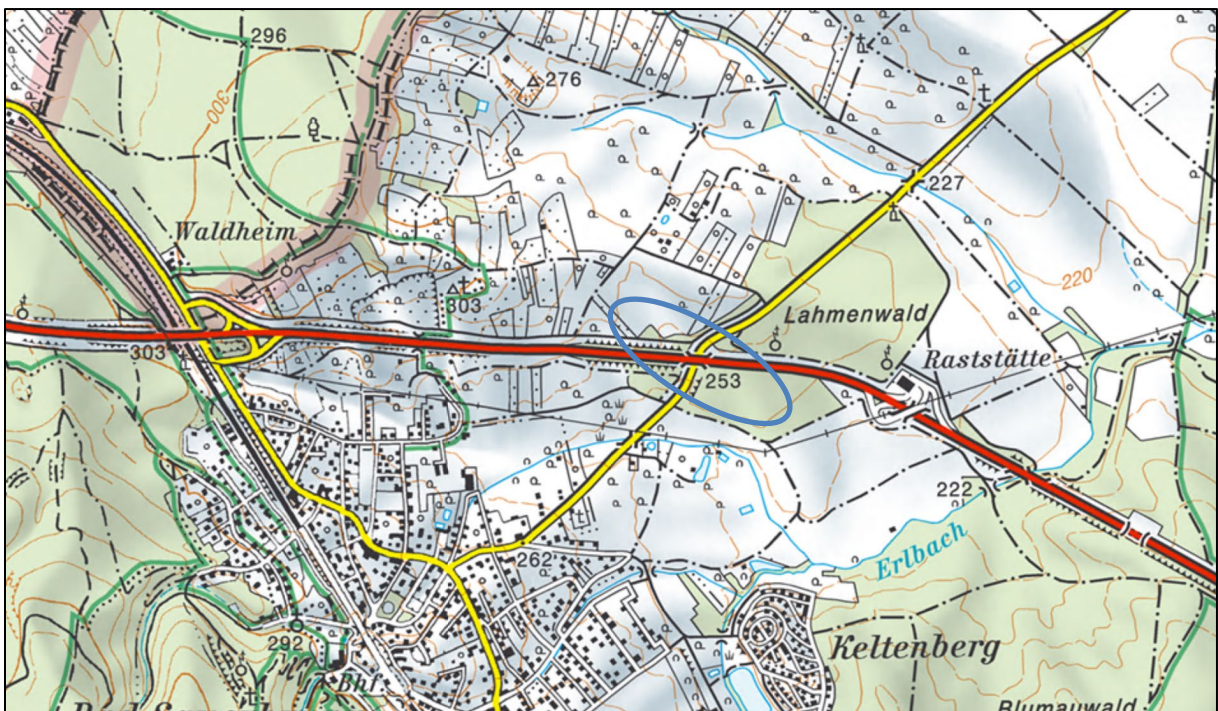 296
276
300
227
Waldheim
220
303
Lahmenwald
303
Raststätte
253
222
262
Erlbach
292
Keltenberg
Bhf.
Blumauwald